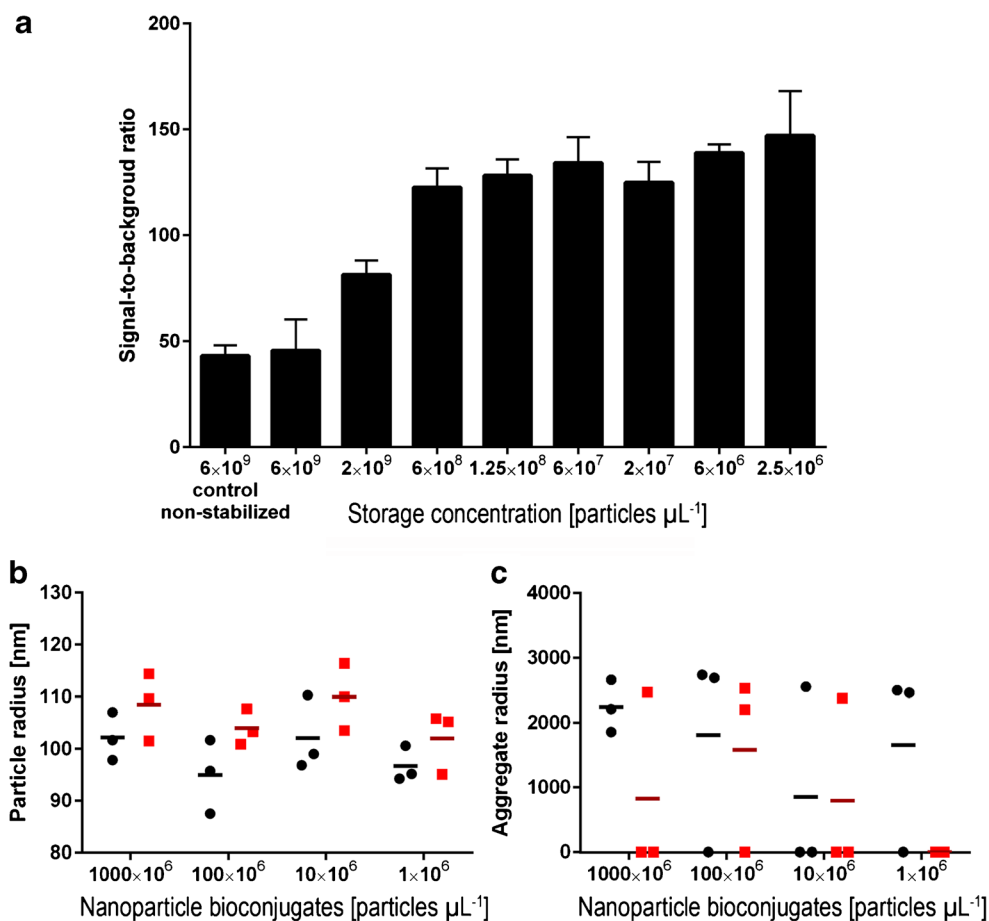 a
200
150
100
50
0
Signal-to-backgroud ratio
6×10⁹ 6×10⁹ 2×10⁹ 6×10⁸ 1.25×10⁸ 6×10⁷ 2×10⁷ 6×10⁶ 2.5×10⁶
control
non-stabilized
Storage concentration [particles µL⁻¹]
b
130
120
110
100
90
80
Particle radius [nm]
1000×10⁶ 100×10⁶ 10×10⁶ 1×10⁶
Nanoparticle bioconjugates [particles µL⁻¹]
c
4000
3000
2000
1000
0
Aggregate radius [nm]
1000×10⁶ 100×10⁶ 10×10⁶ 1×10⁶
Nanoparticle bioconjugates [particles µL⁻¹]